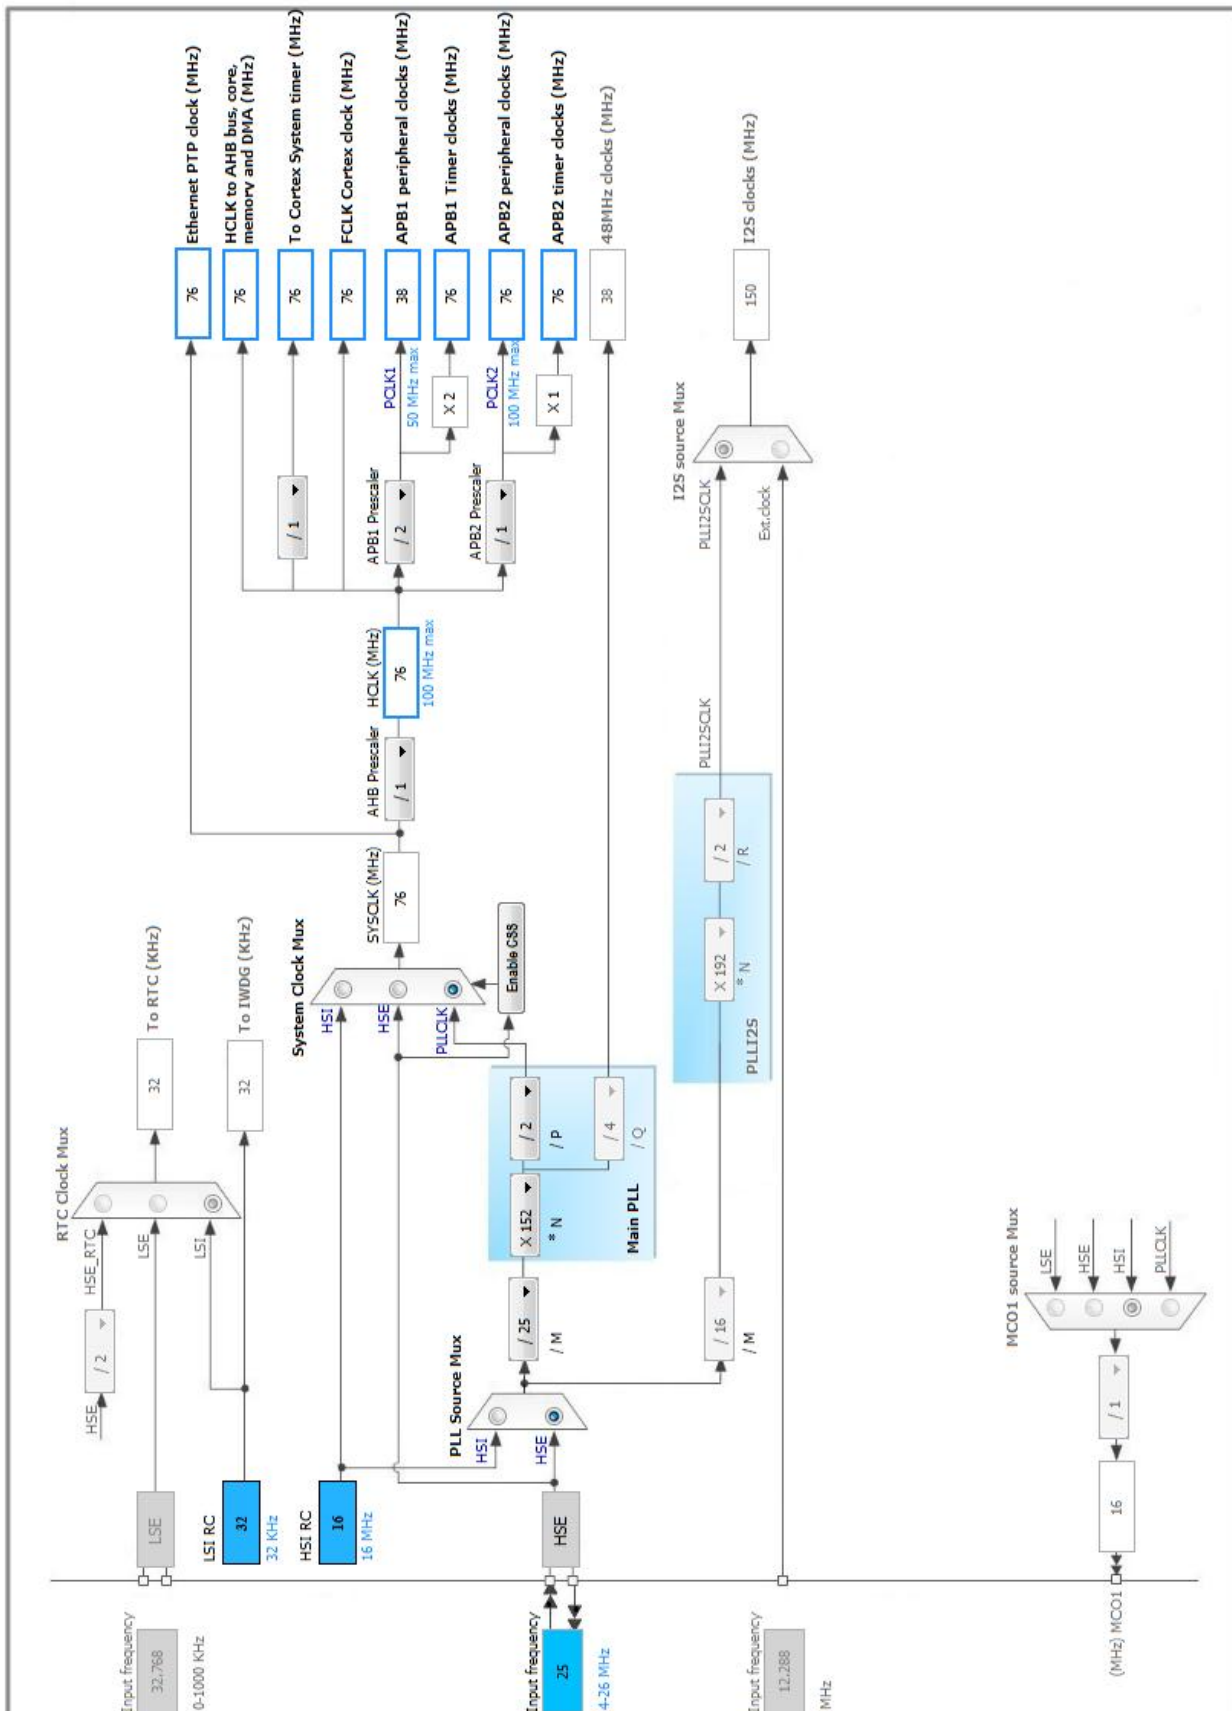 Input frequency
32.768
0-1000 KHz
LSE
LSI RC
32
32 KHz
HSI RC
16
16 MHz
Input frequency
25
4-26 MHz
HSE
Input frequency
12.288
MHz
RTC Clock Mux
HSE
/ 2
HSE_RTC
LSE
LSI
32
To RTC (KHz)
32
To IWDG (KHz)
PLL Source Mux
HSI
HSE
/ 25
/ M
X 152
* N
/ 2
/ P
/ 4
/ Q
Main PLL
System Clock Mux
HSI
HSE
PLLCLK
Enable CSS
SYSCLK (MHz)
76
AHB Prescaler
/ 1
HCLK (MHz)
76
100 MHz max
/ 1
APB1 Prescaler
/ 2
PCLK1
50 MHz max
X 2
APB2 Prescaler
/ 1
PCLK2
100 MHz max
X 1
76
Ethernet PTP clock (MHz)
76
HCLK to AHB bus, core,
memory and DMA (MHz)
76
To Cortex System timer (MHz)
76
FCLK Cortex clock (MHz)
38
APB1 peripheral clocks (MHz)
76
APB1 Timer clocks (MHz)
76
APB2 peripheral clocks (MHz)
76
APB2 timer clocks (MHz)
38
48MHz clocks (MHz)
/ 16
/ M
X 192
* N
/ 2
/ R
PLLI2S
PLLI2SCLK
PLLI2SCLK
Ext.clock
I2S source Mux
150
I2S clocks (MHz)
MCO1 source Mux
LSE
HSE
HSI
PLLCLK
/ 1
16
(MHz) MCO1